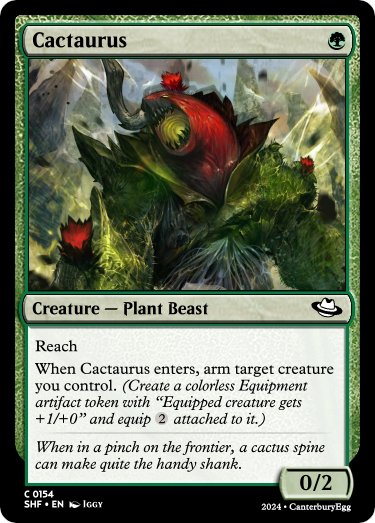 Cactaurus
Creature — Plant Beast
Reach
When Cactaurus enters, arm target creature
you control. (Create a colorless Equipment
artifact token with “Equipped creature gets
+1/+0” and equip 2 attached to it.)
When in a pinch on the frontier, a cactus spine
can make quite the handy shank.
0/2
C 0154
SHF • EN Iggy
2024 • CanterburyEgg